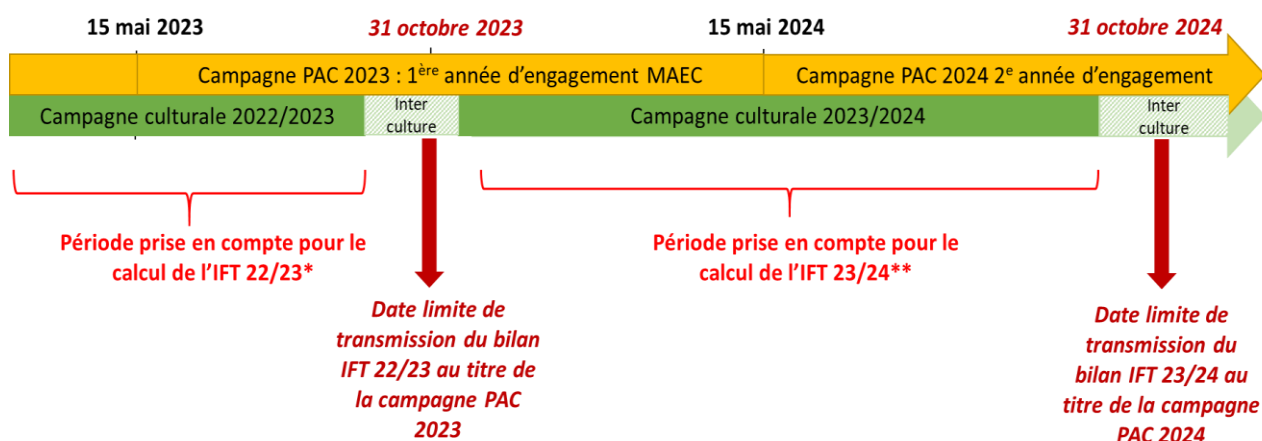 15 mai 2023
31 octobre 2023
15 mai 2024
31 octobre 2024
Campagne PAC 2023 : 1ère année d'engagement MAEC
Campagne PAC 2024 2e année d'engagement
Campagne culturale 2022/2023
Inter
culture
Campagne culturale 2023/2024
Inter
culture
Période prise en compte pour le
calcul de l'IFT 22/23*
Période prise en compte pour le
calcul de l'IFT 23/24**
Date limite de
transmission du bilan
IFT 22/23 au titre de
la campagne PAC
2023
Date limite de
transmission du
bilan IFT 23/24 au
titre de la campagne
PAC 2024